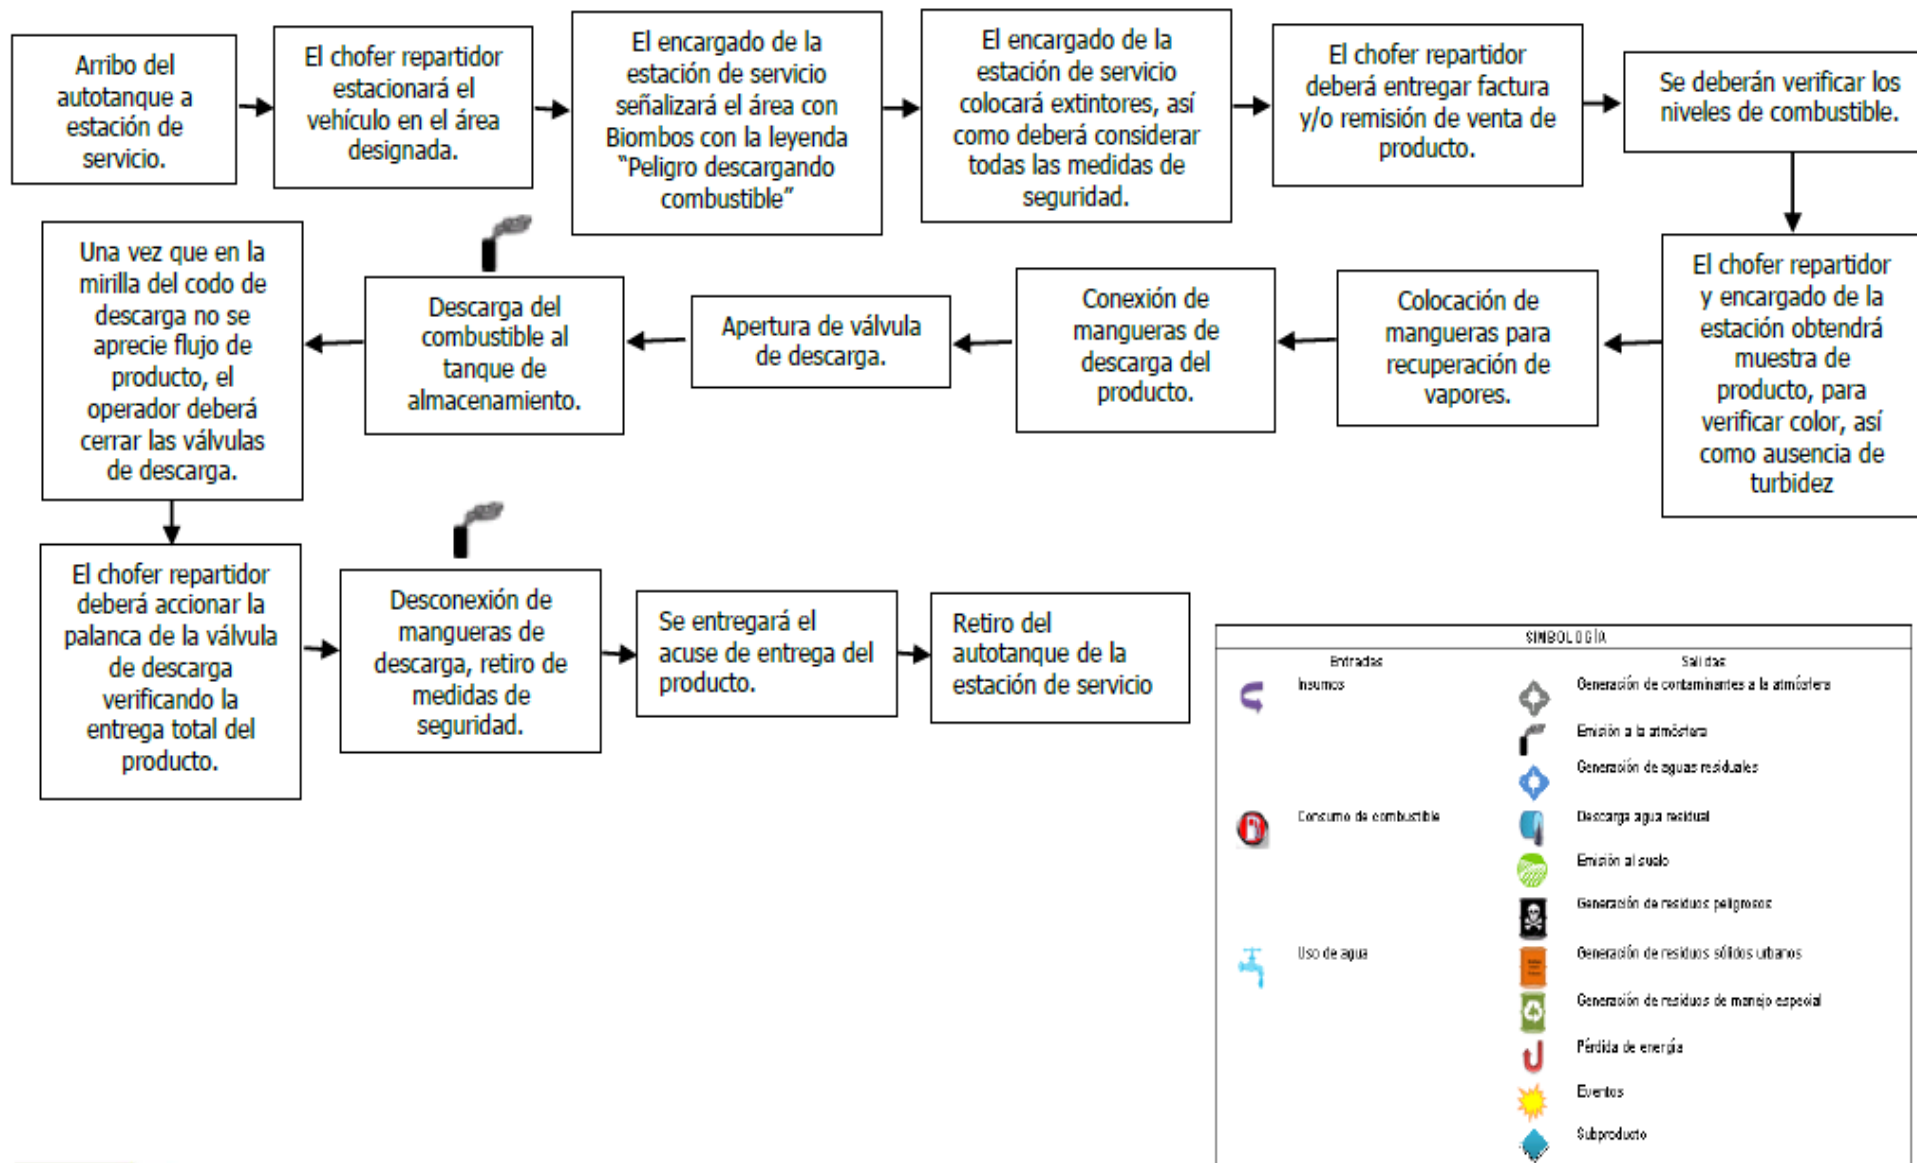 Arribo del
autotanque a
estación de
servicio.
El chofer repartidor
estacionará el
vehículo en el área
designada.
El encargado de la
estación de servicio
señalizará el área con
Biombos con la leyenda
“Peligro descargando
combustible”
El encargado de la
estación de servicio
colocará extintores, así
como deberá considerar
todas las medidas de
seguridad.
El chofer repartidor
deberá entregar factura
y/o remisión de venta de
producto.
Se deberán verificar los
niveles de combustible.
El chofer repartidor
y encargado de la
estación obtendrá
muestra de
producto, para
verificar color, así
como ausencia de
turbidez
Colocación de
mangueras para
recuperación de
vapores.
Conexión de
mangueras de
descarga del
producto.
Apertura de válvula
de descarga.
Descarga del
combustible al
tanque de
almacenamiento.
Una vez que en la
mirilla del codo de
descarga no se
aprecie flujo de
producto, el
operador deberá
cerrar las válvulas
de descarga.
El chofer repartidor
deberá accionar la
palanca de la válvula
de descarga
verificando la
entrega total del
producto.
Desconexión de
mangueras de
descarga, retiro de
medidas de
seguridad.
Se entregará el
acuse de entrega del
producto.
Retiro del
autotanque de la
estación de servicio
SIMBOLOGÍA
Entradas
Salidas
Insumos
Generación de contaminantes a la atmósfera
Emisión a la atmósfera
Generación de aguas residuales
Consumo de combustible
Descarga agua residual
Emisión al suelo
Generación de residuos peligrosos
Uso de agua
Generación de residuos sólidos urbanos
Generación de residuos de manejo especial
Pérdida de energía
Eventos
Subproducto